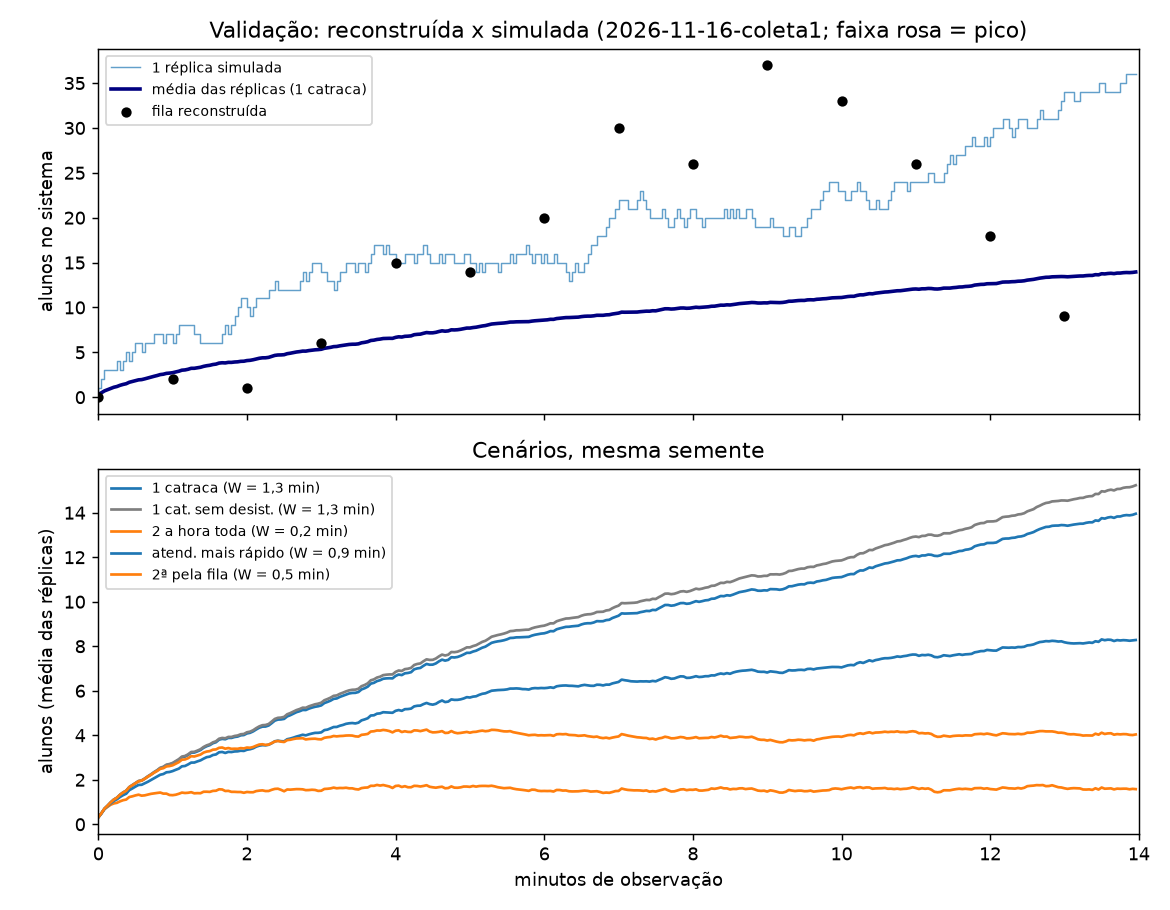 Validação: reconstruída x simulada (2026-11-16-coleta1; faixa rosa = pico)
1 réplica simulada
média das réplicas (1 catraca)
fila reconstruída
35
30
25
20
15
10
5
0
alunos no sistema
Cenários, mesma semente
1 catraca (W = 1,3 min)
1 cat. sem desist. (W = 1,3 min)
2 a hora toda (W = 0,2 min)
atend. mais rápido (W = 0,9 min)
2ª pela fila (W = 0,5 min)
14
12
10
8
6
4
2
0
alunos (média das réplicas)
0 2 4 6 8 10 12 14
minutos de observação